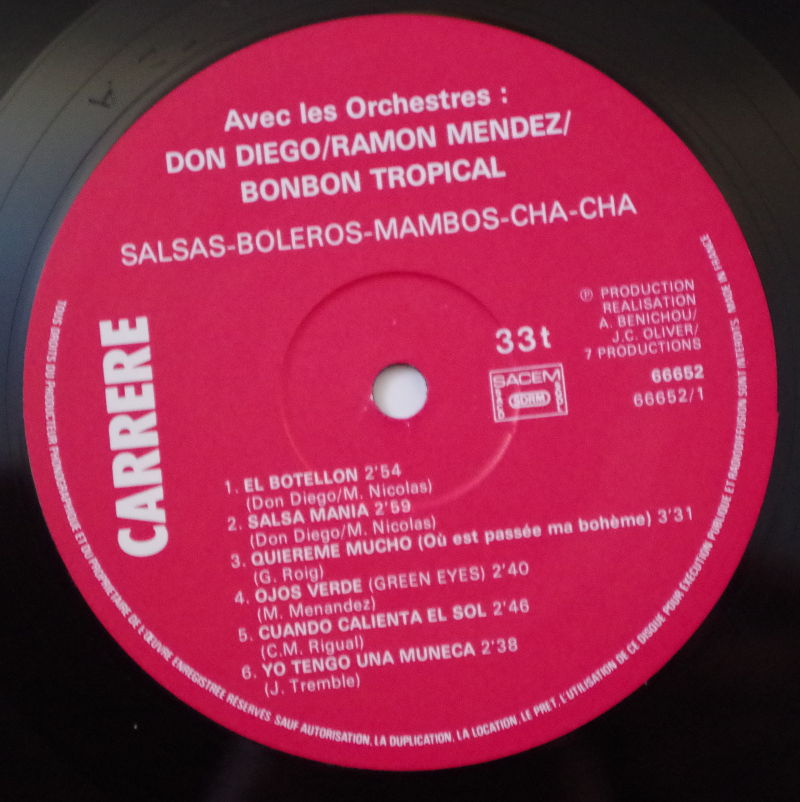 Avec les Orchestres :
DON DIEGO/RAMON MENDEZ/
BONBON TROPICAL
SALSAS-BOLEROS-MAMBOS-CHA-CHA
CARRERE
33t
℗ PRODUCTION
REALISATION
A. BENICHOU/
J.C. OLIVER/
7 PRODUCTIONS
SACEM
SDRM
66652
66652/1
1. EL BOTELLON 2'54
(Don Diego/M. Nicolas)
2. SALSA MANIA 2'59
(Don Diego/M. Nicolas)
3. QUIEREME MUCHO (Où est passée ma bohème) 3'31
(G. Roig)
4. OJOS VERDE (GREEN EYES) 2'40
(M. Menandez)
5. CUANDO CALIENTA EL SOL 2'46
(C.M. Rigual)
6. YO TENGO UNA MUNECA 2'38
(J. Tremble)
TOUS DROITS DU PRODUCTEUR PHONOGRAPHIQUE ET DU PROPRIETAIRE DE L'ŒUVRE ENREGISTREE RESERVES SAUF AUTORISATION, LA DUPLICATION, LA LOCATION, LE PRET, L'UTILISATION DE CE DISQUE POUR EXECUTION PUBLIQUE ET RADIODIFFUSION SONT INTERDITS. MADE IN FRANCE